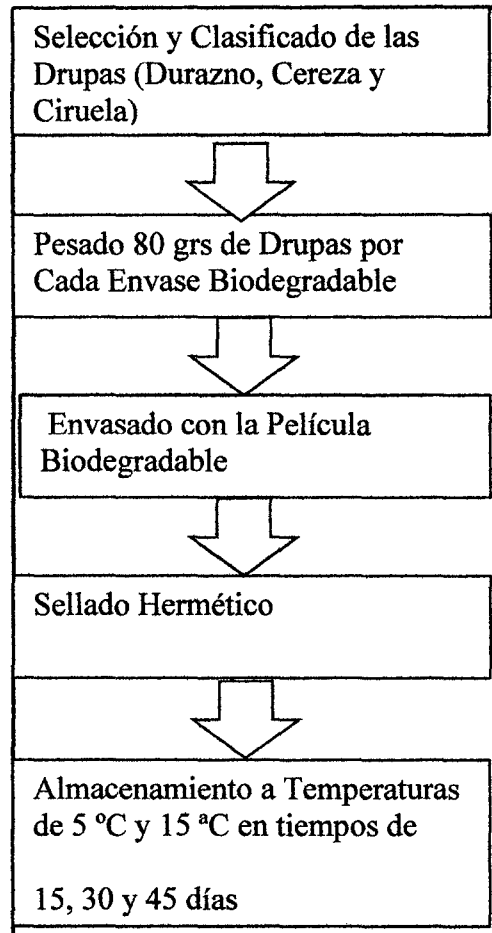 Selección y Clasificado de las
Drupas (Durazno, Cereza y
Ciruela)
Pesado 80 grs de Drupas por
Cada Envase Biodegradable
Envasado con la Película
Biodegradable
Sellado Hermético
Almacenamiento a Temperaturas
de 5 ºC y 15 ªC en tiempos de
15, 30 y 45 días